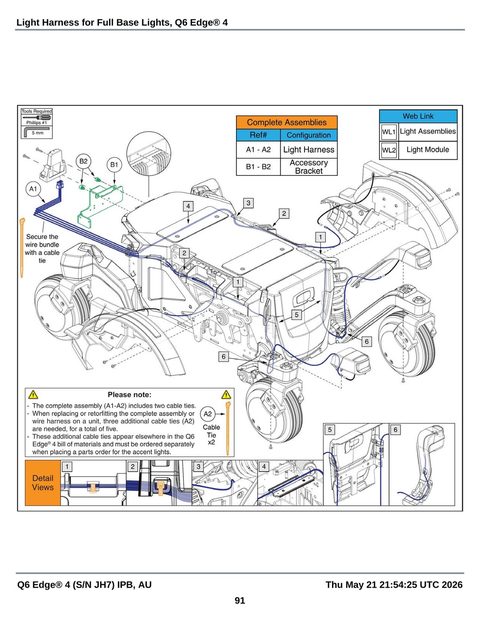 Light Harness for Full Base Lights, Q6 Edge® 4
Tools Required
Phillips #1
5 mm
Complete Assemblies
Ref# Configuration
A1 - A2 Light Harness
B1 - B2 Accessory
Bracket
Web Link
WL1 Light Assemblies
WL2 Light Module
B2
B1
A1
4
3
2
1
Secure the
wire bundle
with a cable
tie
2
1
5
6
6
Please note:
- The complete assembly (A1-A2) includes two cable ties.
- When replacing or retorfitting the complete assembly or
wire harness on a unit, three additional cable ties (A2)
are needed, for a total of five.
- These additional cable ties appear elsewhere in the Q6
Edge® 4 bill of materials and must be ordered separately
when placing a parts order for the accent lights.
A2
Cable
Tie
x2
5
6
Detail
Views
1
2
3
4
Q6 Edge® 4 (S/N JH7) IPB, AU
Thu May 21 21:54:25 UTC 2026
91